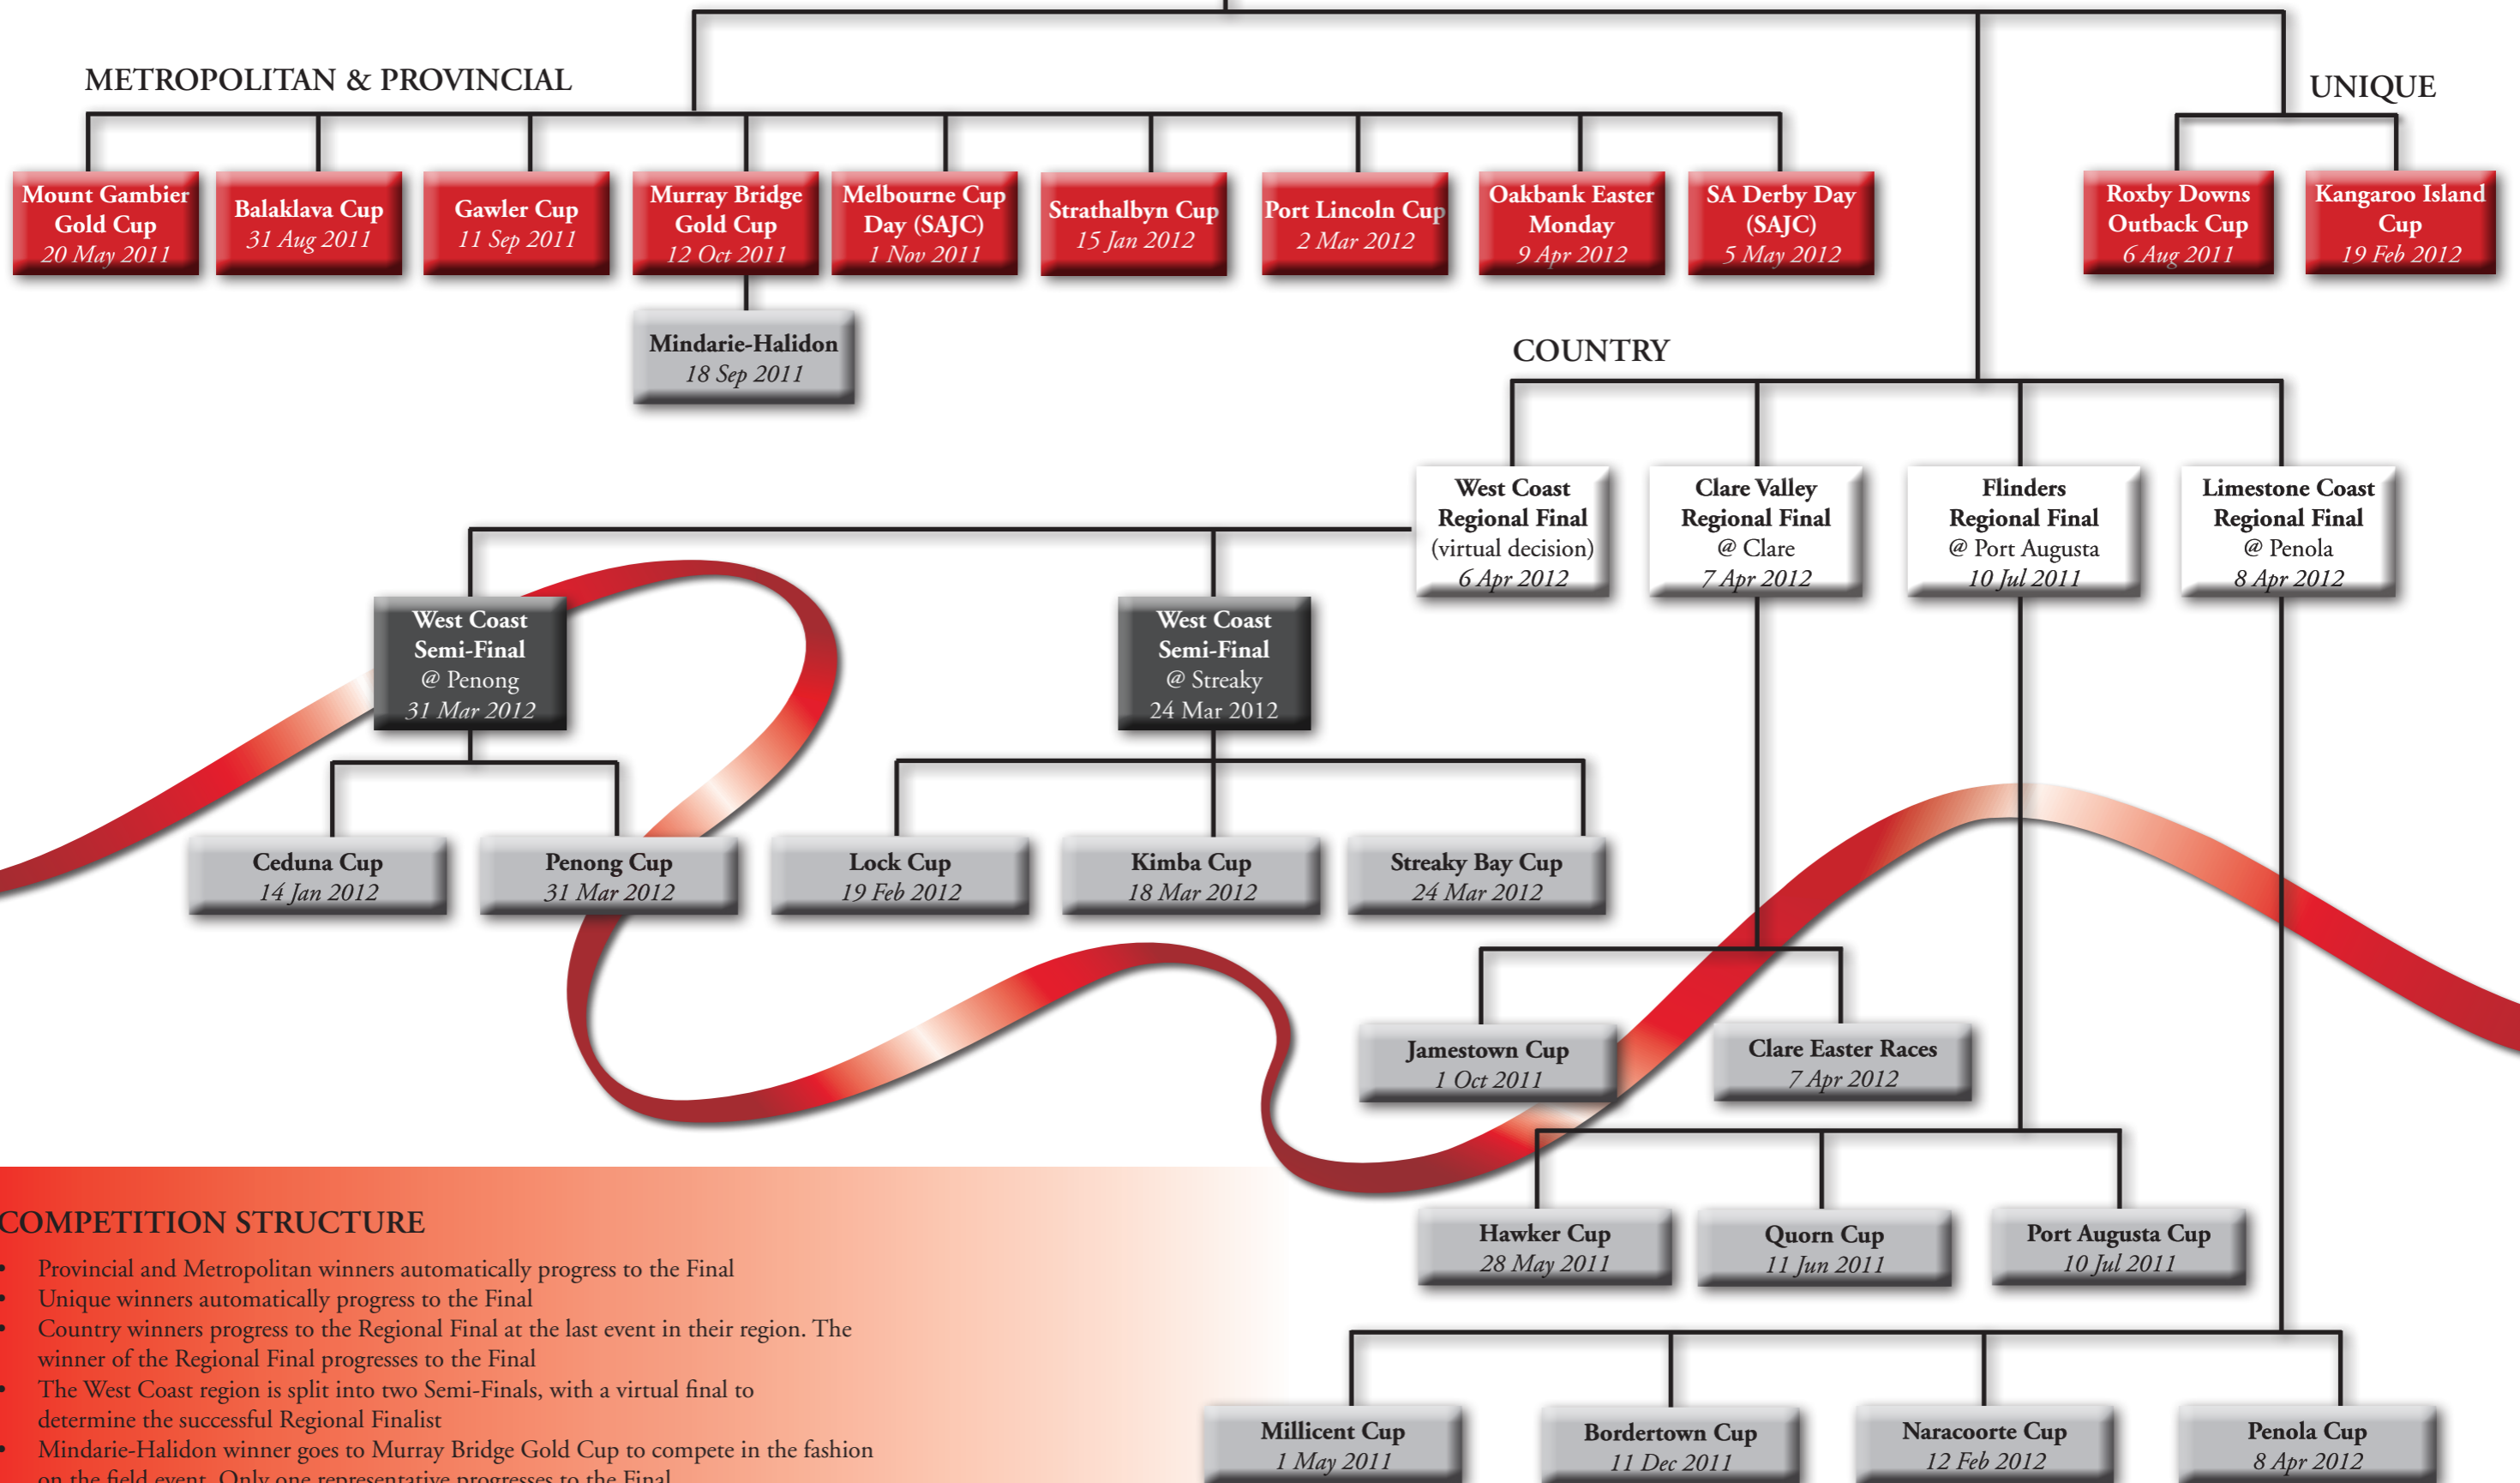 METROPOLITAN & PROVINCIAL
UNIQUE
Mount Gambier
Gold Cup
20 May 2011
Balaklava Cup
31 Aug 2011
Gawler Cup
11 Sep 2011
Murray Bridge
Gold Cup
12 Oct 2011
Melbourne Cup
Day (SAJC)
1 Nov 2011
Strathalbyn Cup
15 Jan 2012
Port Lincoln Cup
2 Mar 2012
Oakbank Easter
Monday
9 Apr 2012
SA Derby Day
(SAJC)
5 May 2012
Roxby Downs
Outback Cup
6 Aug 2011
Kangaroo Island
Cup
19 Feb 2012
Mindarie-Halidon
18 Sep 2011
COUNTRY
West Coast
Regional Final
(virtual decision)
6 Apr 2012
Clare Valley
Regional Final
@ Clare
7 Apr 2012
Flinders
Regional Final
@ Port Augusta
10 Jul 2011
Limestone Coast
Regional Final
@ Penola
8 Apr 2012
West Coast
Semi-Final
@ Penong
31 Mar 2012
West Coast
Semi-Final
@ Streaky
24 Mar 2012
Ceduna Cup
14 Jan 2012
Penong Cup
31 Mar 2012
Lock Cup
19 Feb 2012
Kimba Cup
18 Mar 2012
Streaky Bay Cup
24 Mar 2012
Jamestown Cup
1 Oct 2011
Clare Easter Races
7 Apr 2012
Hawker Cup
28 May 2011
Quorn Cup
11 Jun 2011
Port Augusta Cup
10 Jul 2011
Millicent Cup
1 May 2011
Bordertown Cup
11 Dec 2011
Naracoorte Cup
12 Feb 2012
Penola Cup
8 Apr 2012
COMPETITION STRUCTURE
• Provincial and Metropolitan winners automatically progress to the Final
• Unique winners automatically progress to the Final
• Country winners progress to the Regional Final at the last event in their region. The
winner of the Regional Final progresses to the Final
• The West Coast region is split into two Semi-Finals, with a virtual final to
determine the successful Regional Finalist
• Mindarie-Halidon winner goes to Murray Bridge Gold Cup to compete in the fashion
on the field event. Only one representative progresses to the Final